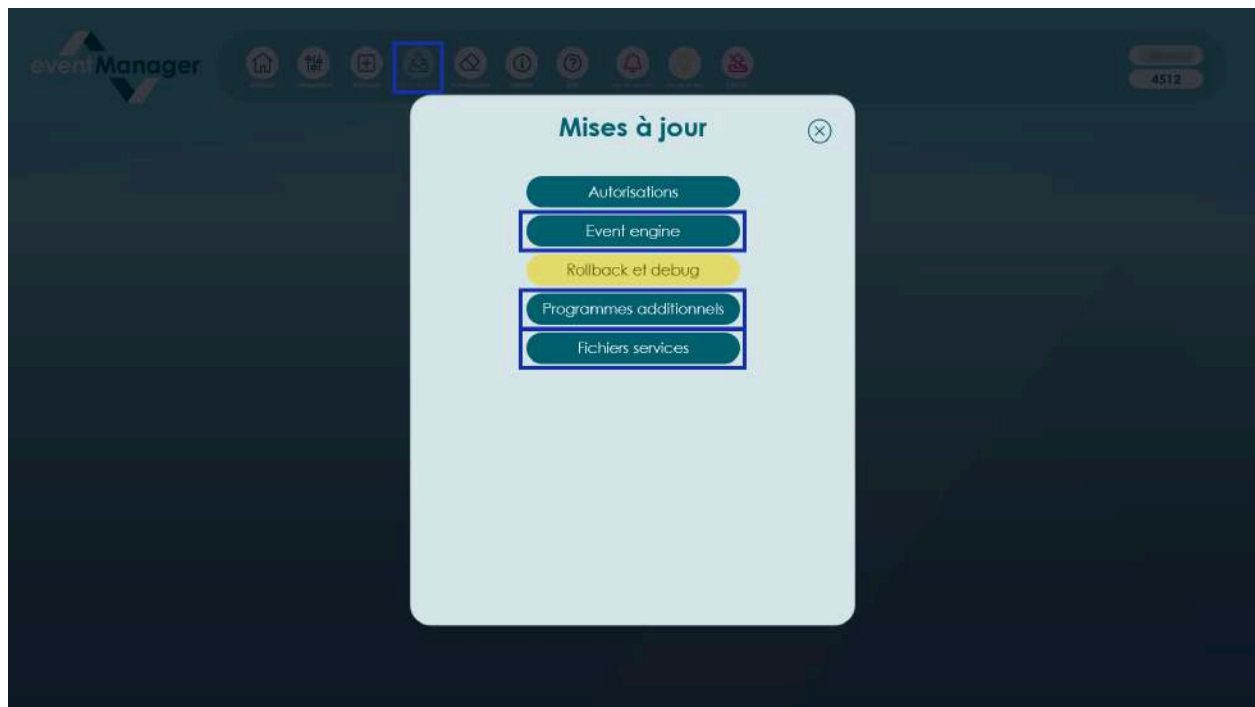 eventManager
4512
Mises à jour
Autorisations
Event engine
Rollback et debug
Programmes additionnels
Fichiers services